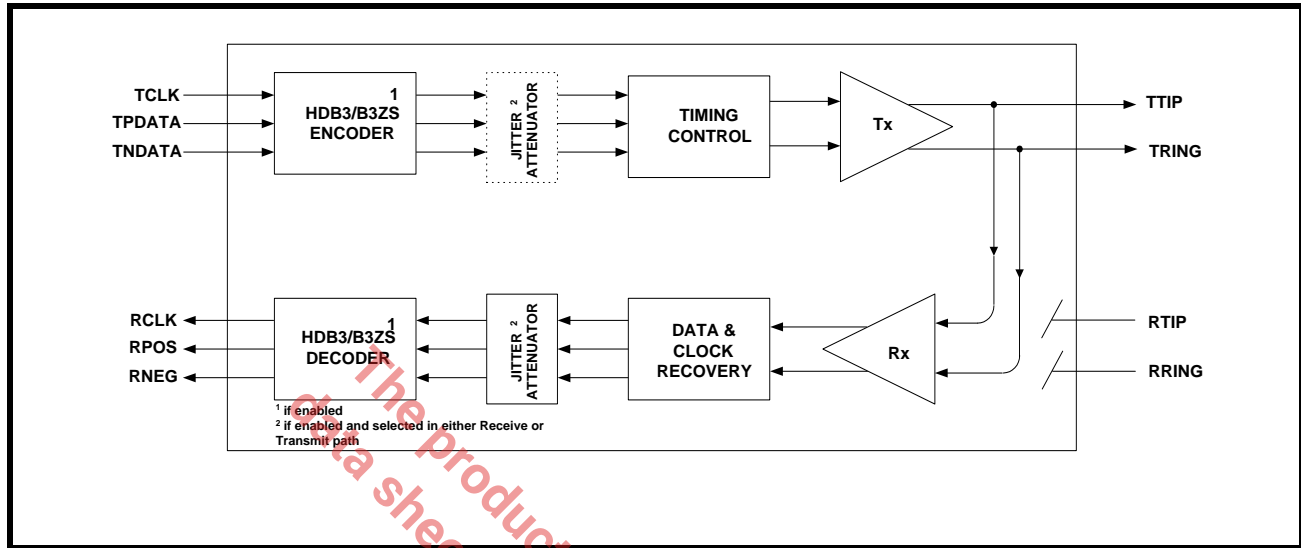 TCLK
TPDATA
TNDATA
1
HDB3/B3ZS
ENCODER
JITTER 2
ATTENUATOR
TIMING
CONTROL
Tx
TTIP
TRING
RCLK
RPOS
RNEG
1
HDB3/B3ZS
DECODER
JITTER 2
ATTENUATOR
DATA &
CLOCK
RECOVERY
Rx
RTIP
RRING
1 if enabled
2 if enabled and selected in either Receive or
Transmit path
The product
data